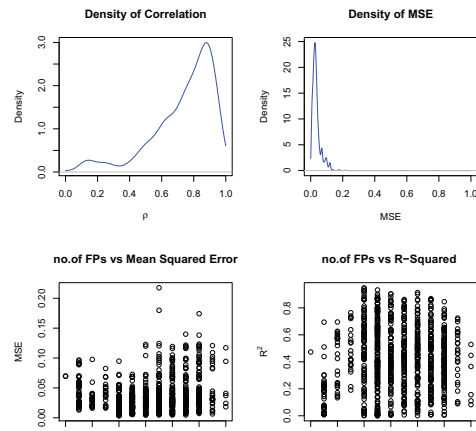 Density of Correlation
Density
0.0 1.0 2.0 3.0
0.0 0.2 0.4 0.6 0.8 1.0
ρ
Density of MSE
Density
0 5 10 15 20 25
0.0 0.2 0.4 0.6 0.8 1.0
MSE
no.of FPs vs Mean Squared Error
MSE
0.00 0.05 0.10 0.15 0.20
no.of FPs vs R−Squared
R²
0.0 0.2 0.4 0.6 0.8